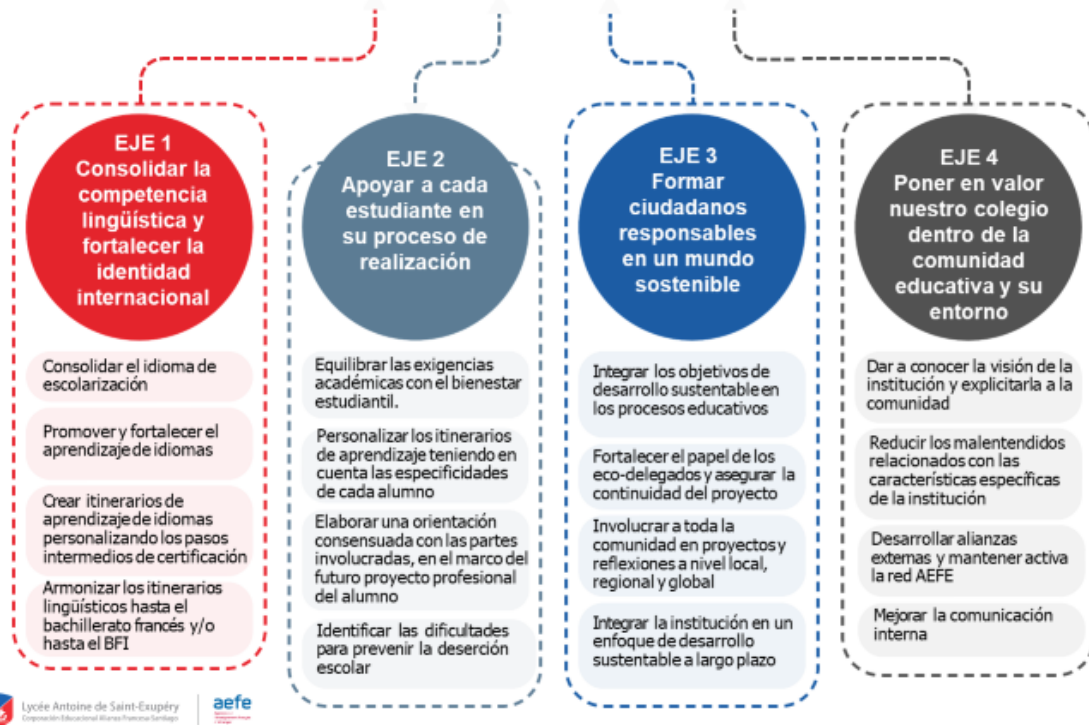 EJE 1
Consolidar la
competencia
lingüística y
fortalecer la
identidad
internacional
Consolidar el idioma de
escolarización
Promover y fortalecer el
aprendizaje de idiomas
Crear itinerarios de
aprendizaje de idiomas
personalizando los pasos
intermedios de certificación
Armonizar los itinerarios
lingüísticos hasta el
bachillerato francés y/o
hasta el BFI
EJE 2
Apoyar a cada
estudiante en
su proceso de
realización
Equilibrar las exigencias
académicas con el bienestar
estudiantil.
Personalizar los itinerarios
de aprendizaje teniendo en
cuenta las especificidades
de cada alumno
Elaborar una orientación
consensuada con las partes
involucradas, en el marco del
futuro proyecto profesional
del alumno
Identificar las dificultades
para prevenir la deserción
escolar
EJE 3
Formar
ciudadanos
responsables
en un mundo
sostenible
Integrar los objetivos de
desarrollo sustentable en
los procesos educativos
Fortalecer el papel de los
eco-delegados y asegurar la
continuidad del proyecto
Involucrar a toda la
comunidad en proyectos y
reflexiones a nivel local,
regional y global
Integrar la institución en un
enfoque de desarrollo
sustentable a largo plazo
EJE 4
Poner en valor
nuestro colegio
dentro de la
comunidad
educativa y su
entorno
Dar a conocer la visión de la
institución y explicitarla a la
comunidad
Reducir los malentendidos
relacionados con las
características específicas
de la institución
Desarrollar alianzas
externas y mantener activa
la red AEFE
Mejorar la comunicación
interna
Lycée Antoine de Saint-Exupéry
Corporación Educacional Alianza Francesa Santiago
aefe